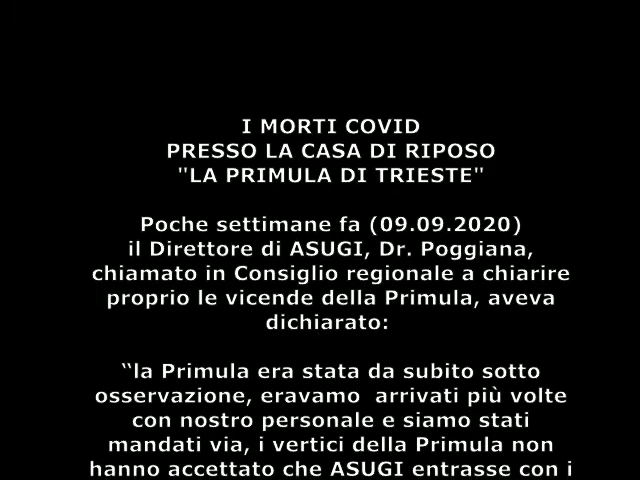 I MORTI COVID
PRESSO LA CASA DI RIPOSO
"LA PRIMULA DI TRIESTE"
Poche settimane fa (09.09.2020)
il Direttore di ASUGI, Dr. Poggiana,
chiamato in Consiglio regionale a chiarire
proprio le vicende della Primula, aveva
dichiarato:
“la Primula era stata da subito sotto
osservazione, eravamo  arrivati più volte
con nostro personale e siamo stati
mandati via, i vertici della Primula non
hanno accettato che ASUGI entrasse con i